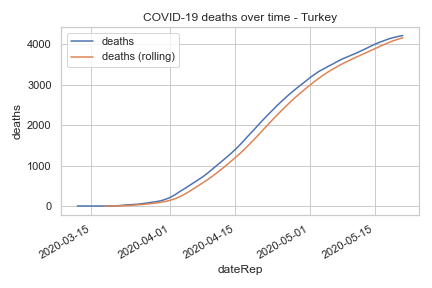 COVID-19 deaths over time - Turkey
deaths
deaths (rolling)
4000
3000
2000
1000
0
deaths
2020-03-15
2020-04-01
2020-04-15
2020-05-01
2020-05-15
dateRep